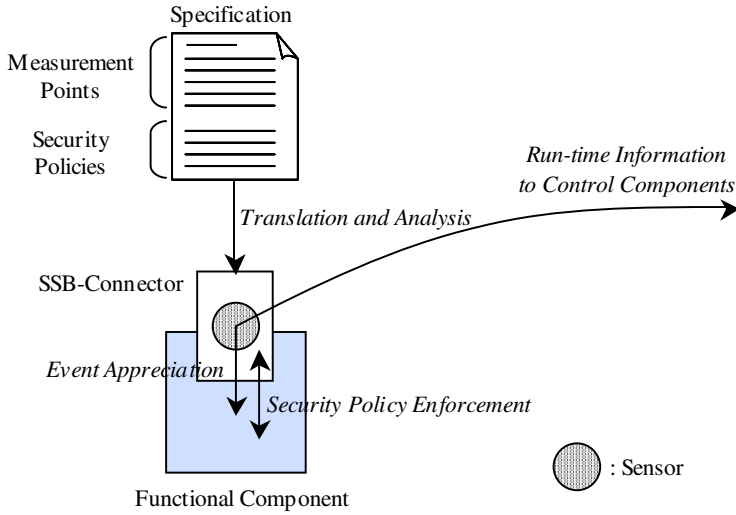 Specification
Measurement
Points
Security
Policies
Run-time Information
to Control Components
Translation and Analysis
SSB-Connector
Event Appreciation
Security Policy Enforcement
: Sensor
Functional Component